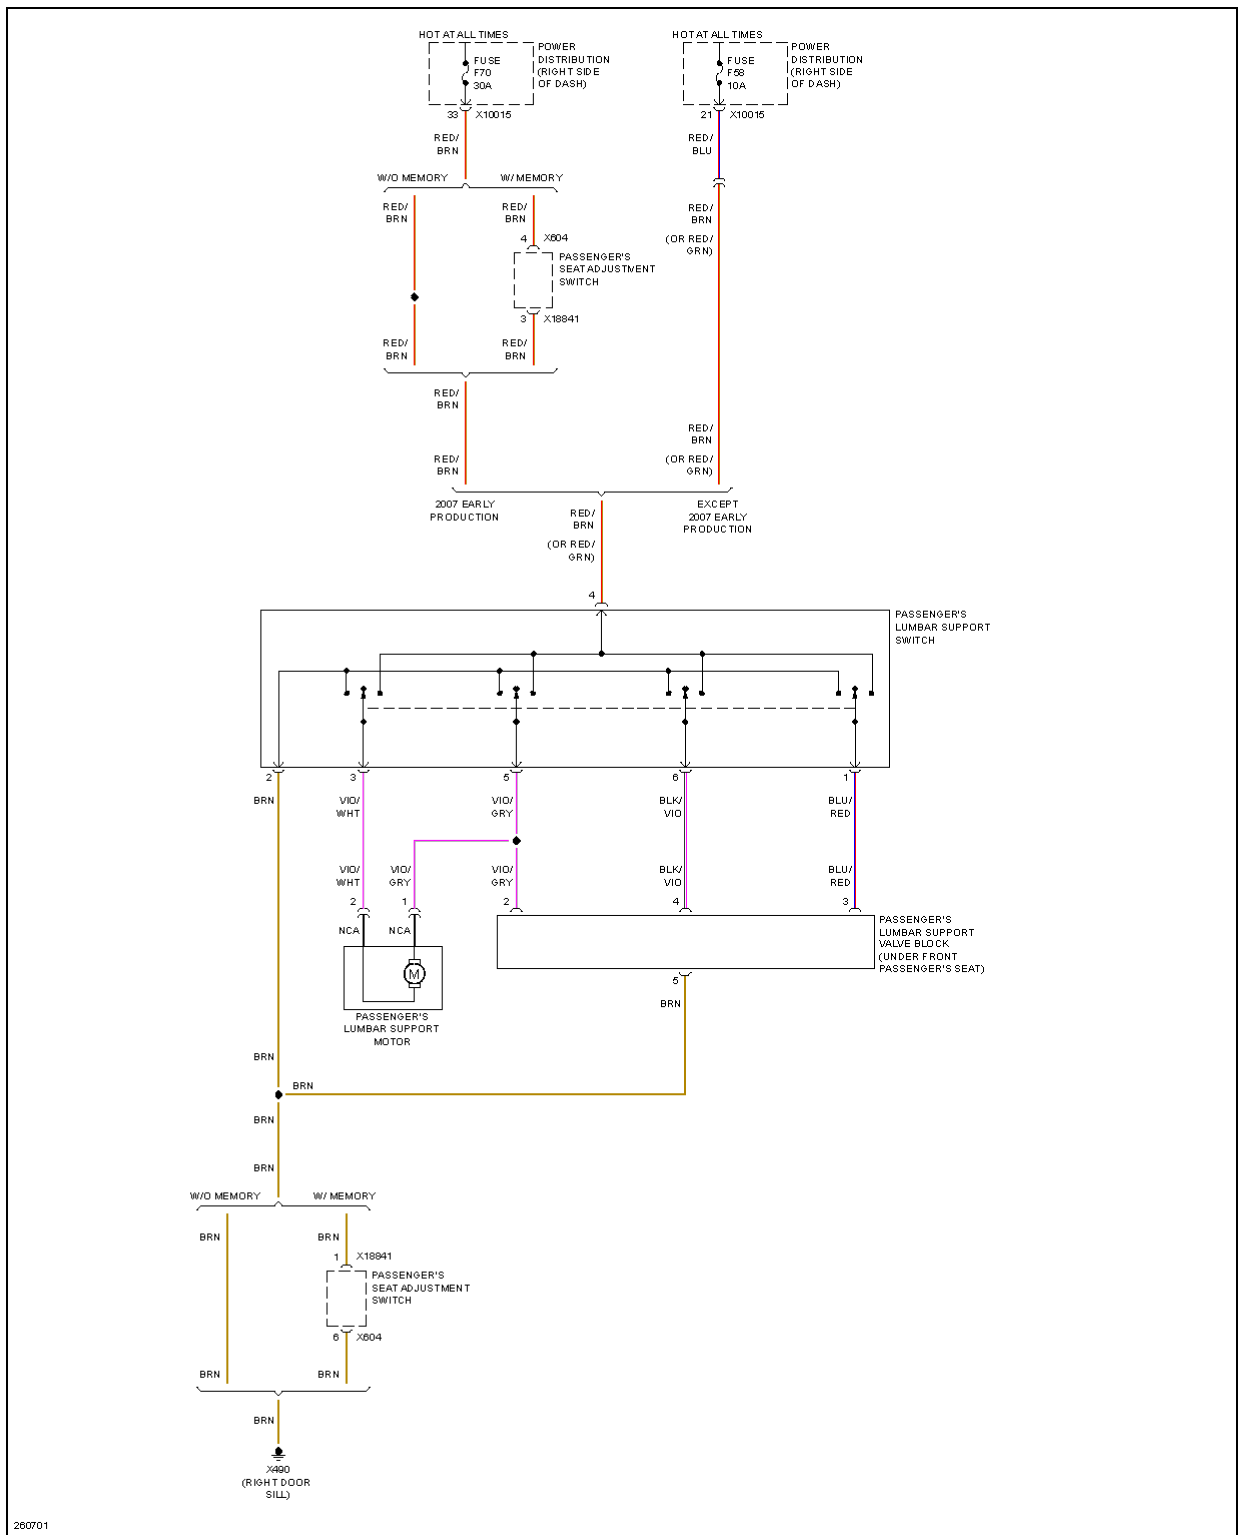 HOT AT ALL TIMES
FUSE
F70
30A
POWER
DISTRIBUTION
(RIGHT SIDE
OF DASH)
33 X10015
HOT AT ALL TIMES
FUSE
F58
10A
POWER
DISTRIBUTION
(RIGHT SIDE
OF DASH)
21 X10015
RED/
BRN
RED/
BLU
W/O MEMORY
W/ MEMORY
RED/
BRN
RED/
BRN
RED/
BRN
(OR RED/
GRN)
4 X604
PASSENGER'S
SEAT ADJUSTMENT
SWITCH
3 X18841
RED/
BRN
RED/
BRN
RED/
BRN
RED/
BRN
RED/
BRN
(OR RED/
GRN)
2007 EARLY
PRODUCTION
EXCEPT
2007 EARLY
PRODUCTION
RED/
BRN
(OR RED/
GRN)
4
PASSENGER'S
LUMBAR SUPPORT
SWITCH
2
3
5
6
1
BRN
VIO/
WHT
VIO/
GRY
BLK/
VIO
BLU/
RED
VIO/
WHT
VIO/
GRY
VIO/
GRY
BLK/
VIO
BLU/
RED
2
1
2
4
3
NCA
NCA
M
PASSENGER'S
LUMBAR SUPPORT
MOTOR
PASSENGER'S
LUMBAR SUPPORT
VALVE BLOCK
(UNDER FRONT
PASSENGER'S SEAT)
5
BRN
BRN
BRN
BRN
BRN
W/O MEMORY
W/ MEMORY
BRN
BRN
1 X18841
PASSENGER'S
SEAT ADJUSTMENT
SWITCH
6 X604
BRN
BRN
BRN
X490
(RIGHT DOOR
SILL)
260701